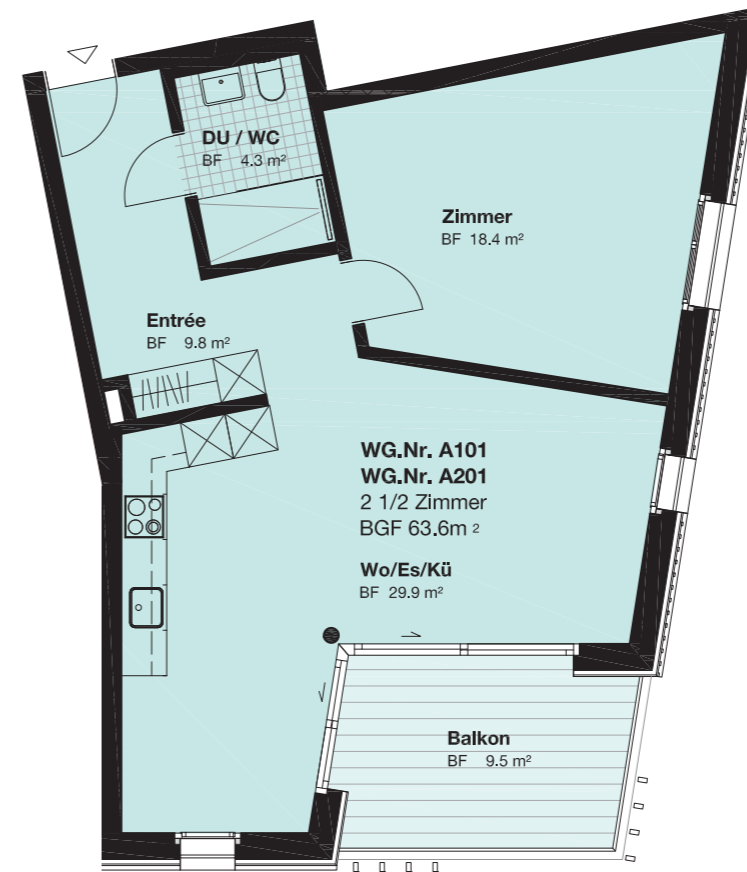 DU / WC
BF 4.3 m²
Zimmer
BF 18.4 m²
Entrée
BF 9.8 m²
WG.Nr. A101
WG.Nr. A201
2 1/2 Zimmer
BGF 63.6m ²
Wo/Es/Kü
BF 29.9 m²
Balkon
BF 9.5 m²